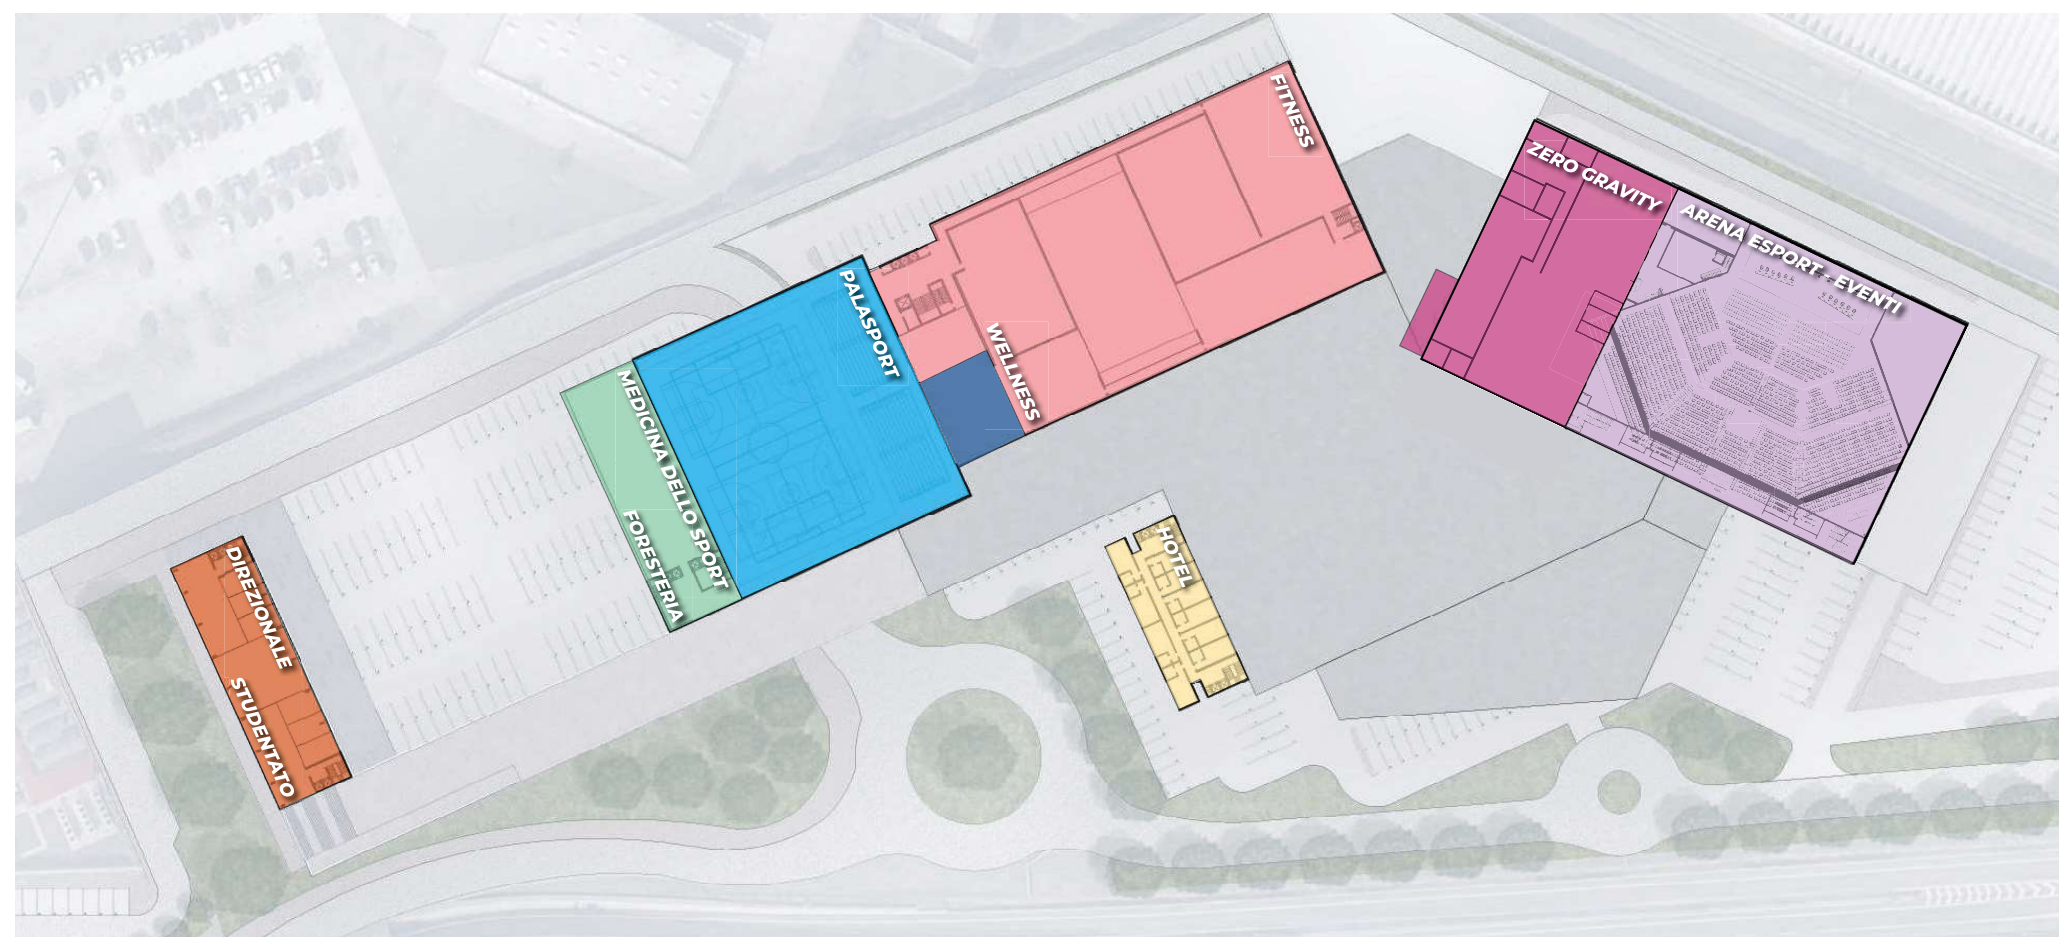 FITNESS
ZERO GRAVITY
ARENA ESPORT - EVENTI
PALASPORT
WELLNESS
MEDICINA DELLO SPORT
FORESTERIA
HOTEL
DIREZIONALE
STUDENTATO